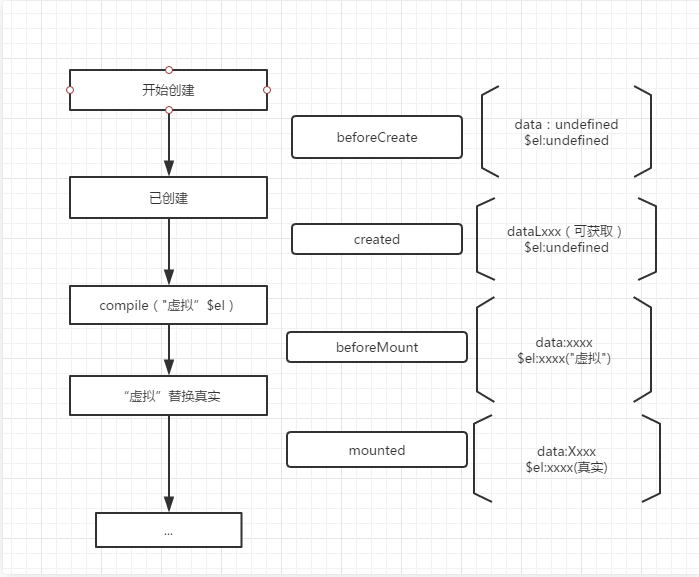 开始创建
beforeCreate
data：undefined
$el:undefined
已创建
created
dataLxxx（可获取）
$el:undefined
compile（"虚拟”$el）
beforeMount
data:xxxx
$el:xxxx("虚拟")
“虚拟”替换真实
mounted
data:Xxxx
$el:xxxx(真实)
...